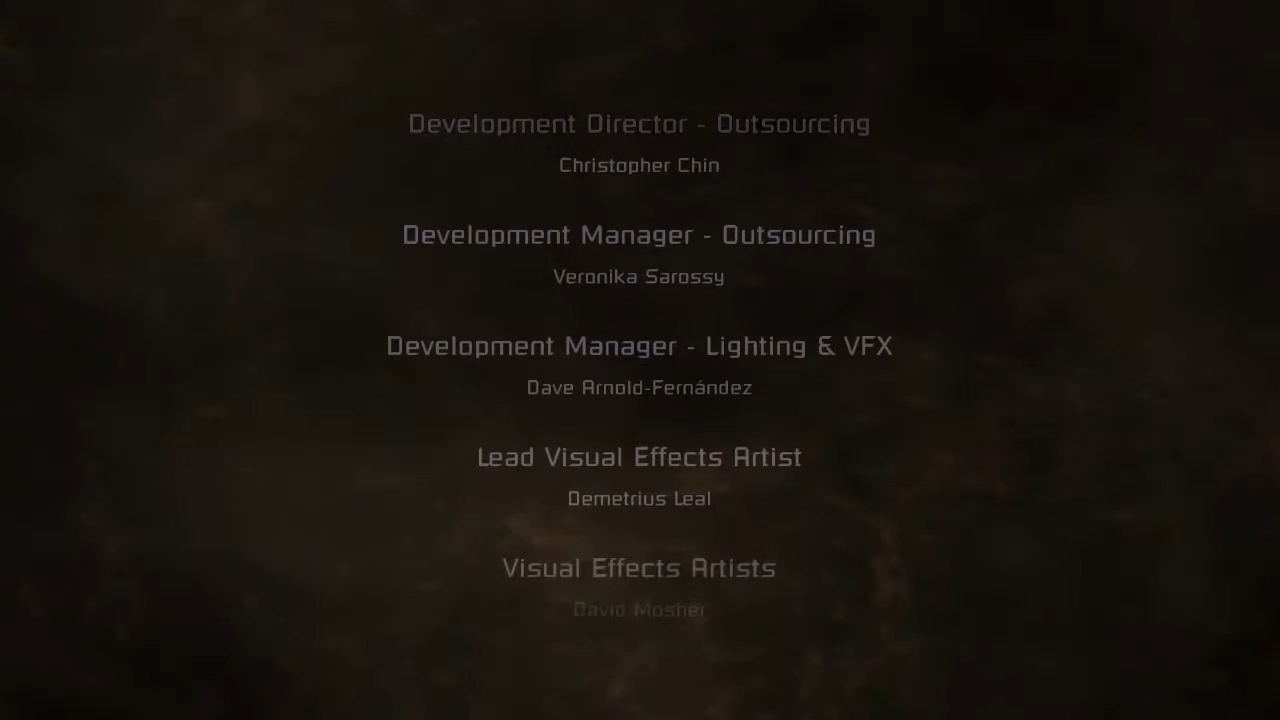 Development Director - Outsourcing
Christopher Chin
Development Manager - Outsourcing
Veronika Sarossy
Development Manager - Lighting & VFX
Dave Arnold-Fernández
Lead Visual Effects Artist
Demetrius Leal
Visual Effects Artists
David Mosher